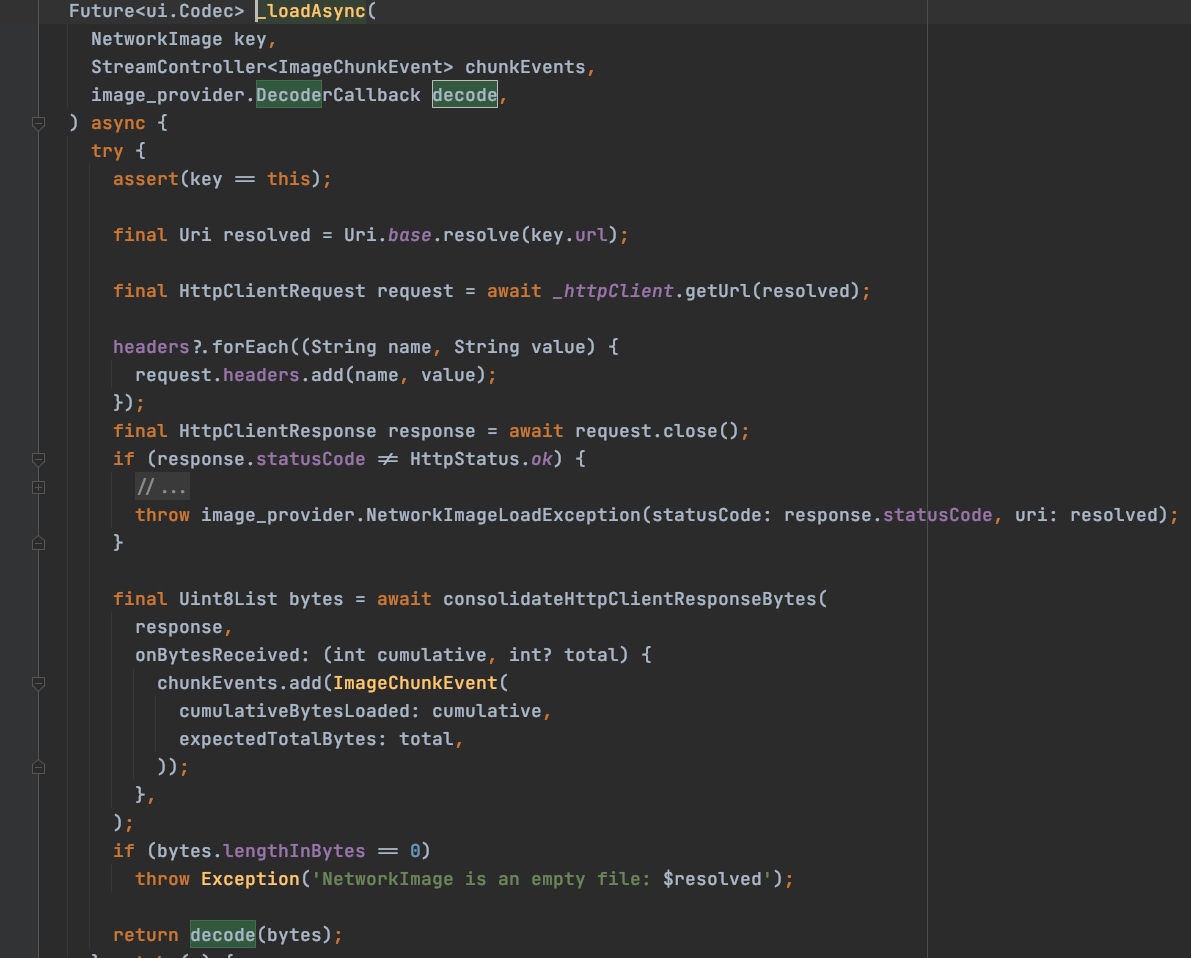 Future<ui.Codec> _loadAsync(
  NetworkImage key,
  StreamController<ImageChunkEvent> chunkEvents,
  image_provider.DecoderCallback decode,
) async {
  try {
    assert(key == this);

    final Uri resolved = Uri.base.resolve(key.url);

    final HttpClientRequest request = await _httpClient.getUrl(resolved);

    headers?.forEach((String name, String value) {
      request.headers.add(name, value);
    });
    final HttpClientResponse response = await request.close();
    if (response.statusCode != HttpStatus.ok) {
      //...
      throw image_provider.NetworkImageLoadException(statusCode: response.statusCode, uri: resolved);
    }

    final Uint8List bytes = await consolidateHttpClientResponseBytes(
      response,
      onBytesReceived: (int cumulative, int? total) {
        chunkEvents.add(ImageChunkEvent(
          cumulativeBytesLoaded: cumulative,
          expectedTotalBytes: total,
        ));
      },
    );
    if (bytes.lengthInBytes == 0)
      throw Exception('NetworkImage is an empty file: $resolved');

    return decode(bytes);